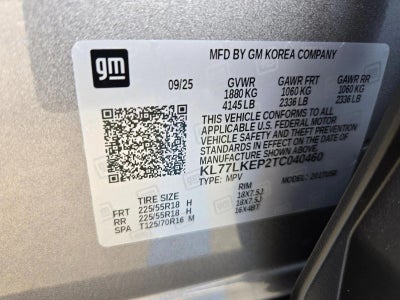 gm
MFD BY GM KOREA COMPANY
09/25 GVWR GAWR FRT GAWR RR
1880 KG 1060 KG 1060 KG
4145 LB 2336 LB 2336 LB
THIS VEHICLE CONFORMS TO ALL
APPLICABLE U.S. FEDERAL MOTOR
VEHICLE SAFETY AND THEFT PREVENTION
STANDARDS IN EFFECT ON THE DATE OF
MANUFACTURE SHOWN ABOVE.
KL77LKEP2TC040460
TYPE: MPV MODEL: 
TIRE SIZE RIM
FRT 225/55R18 H 18X7.5J
RR 225/55R18 H 18X7.5J
SPA T125/70R16 M 16X4BT